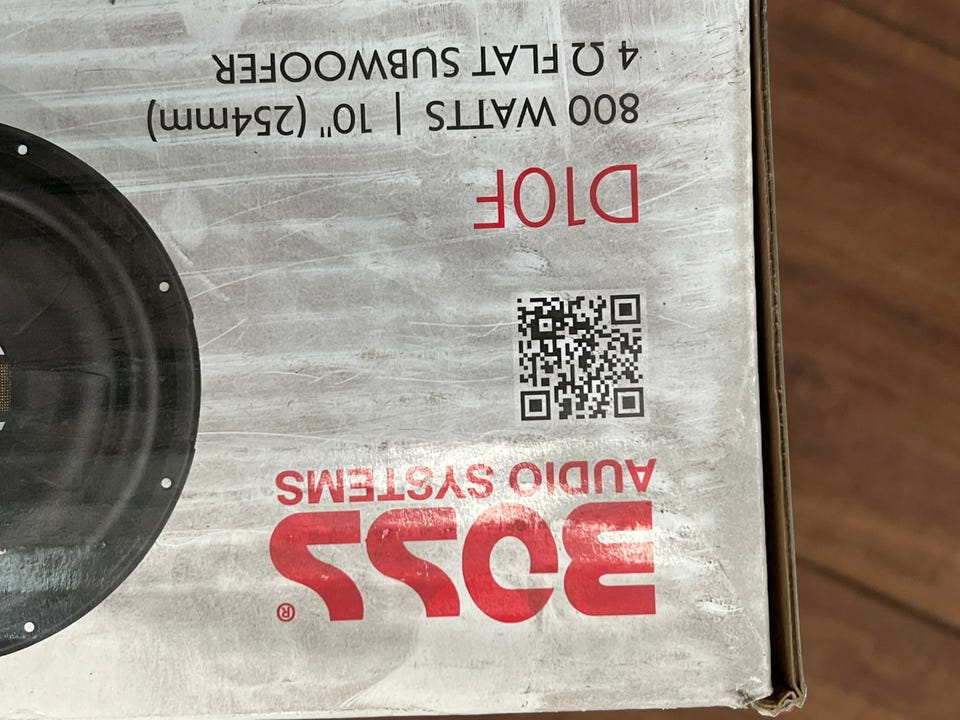 BOSS®
AUDIO SYSTEMS
D10F
800 WATTS | 10" (254mm)
4 Ω FLAT SUBWOOFER